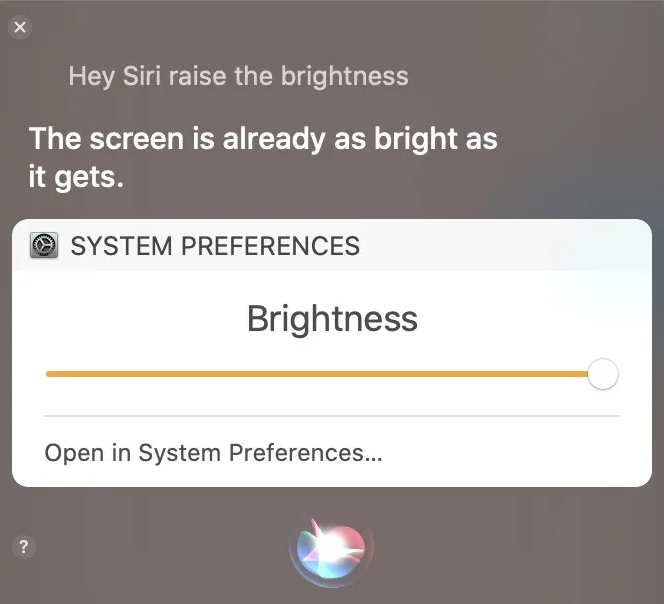 Hey Siri raise the brightness
The screen is already as bright as
it gets.
SYSTEM PREFERENCES
Brightness
Open in System Preferences...
?